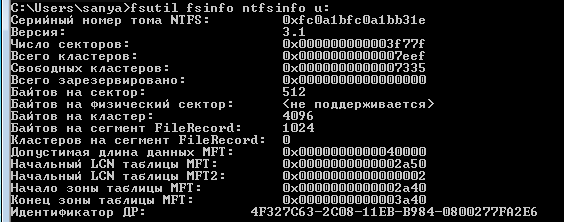 C:\Users\sanya>fsutil fsinfo ntfsinfo u:
Серийный номер тома NTFS: 0xfc0a1bfc0a1bb31e
Версия: 3.1
Число секторов: 0x000000000003f77f
Всего кластеров: 0x0000000000007eef
Свободных кластеров: 0x0000000000007335
Всего зарезервировано: 0x0000000000000000
Байтов на сектор: 512
Байтов на физический сектор: <не поддерживается>
Байтов на кластер: 4096
Байтов на сегмент FileRecord: 1024
Кластеров на сегмент FileRecord: 0
Допустимая длина данных MFT: 0x0000000000040000
Начальный LCN таблицы MFT: 0x0000000000002a50
Начальный LCN таблицы MFT2: 0x0000000000000002
Начало зоны таблицы MFT: 0x0000000000002a40
Конец зоны таблицы MFT: 0x0000000000003a40
Идентификатор ДР: 4F327C63-2C08-11EB-B984-0800277FA2E6